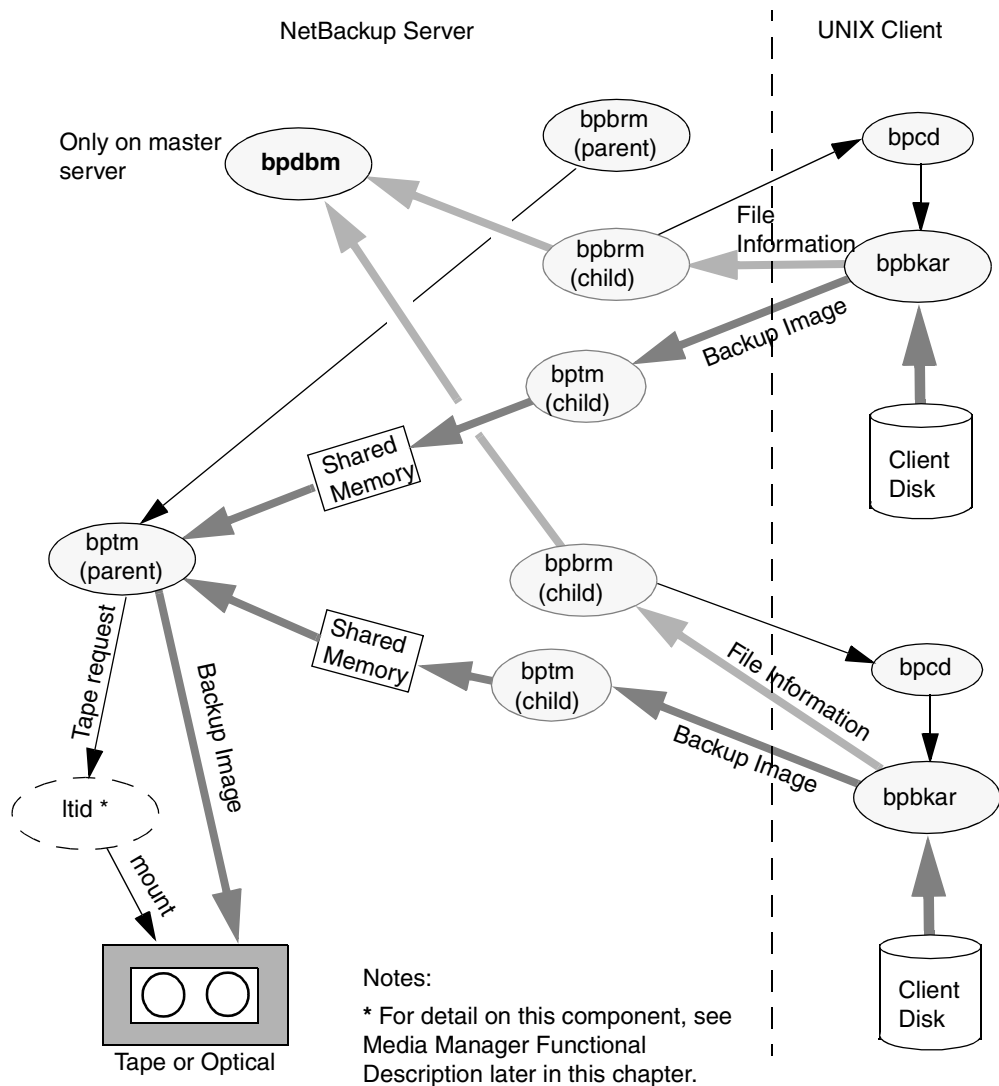 NetBackup Server
UNIX Client
Only on master
server
bpdbm
bpbrm
(parent)
bpcd
bpbrm
(child)
File
Information
bpbkar
Backup Image
bptm
(child)
Client
Disk
Shared
Memory
bptm
(parent)
bpbrm
(child)
Shared
Memory
bptm
(child)
File Information
Backup Image
bpcd
bpbkar
Tape request
Backup Image
ltid *
mount
Tape or Optical
Client
Disk
Notes:
* For detail on this component, see
Media Manager Functional
Description later in this chapter.